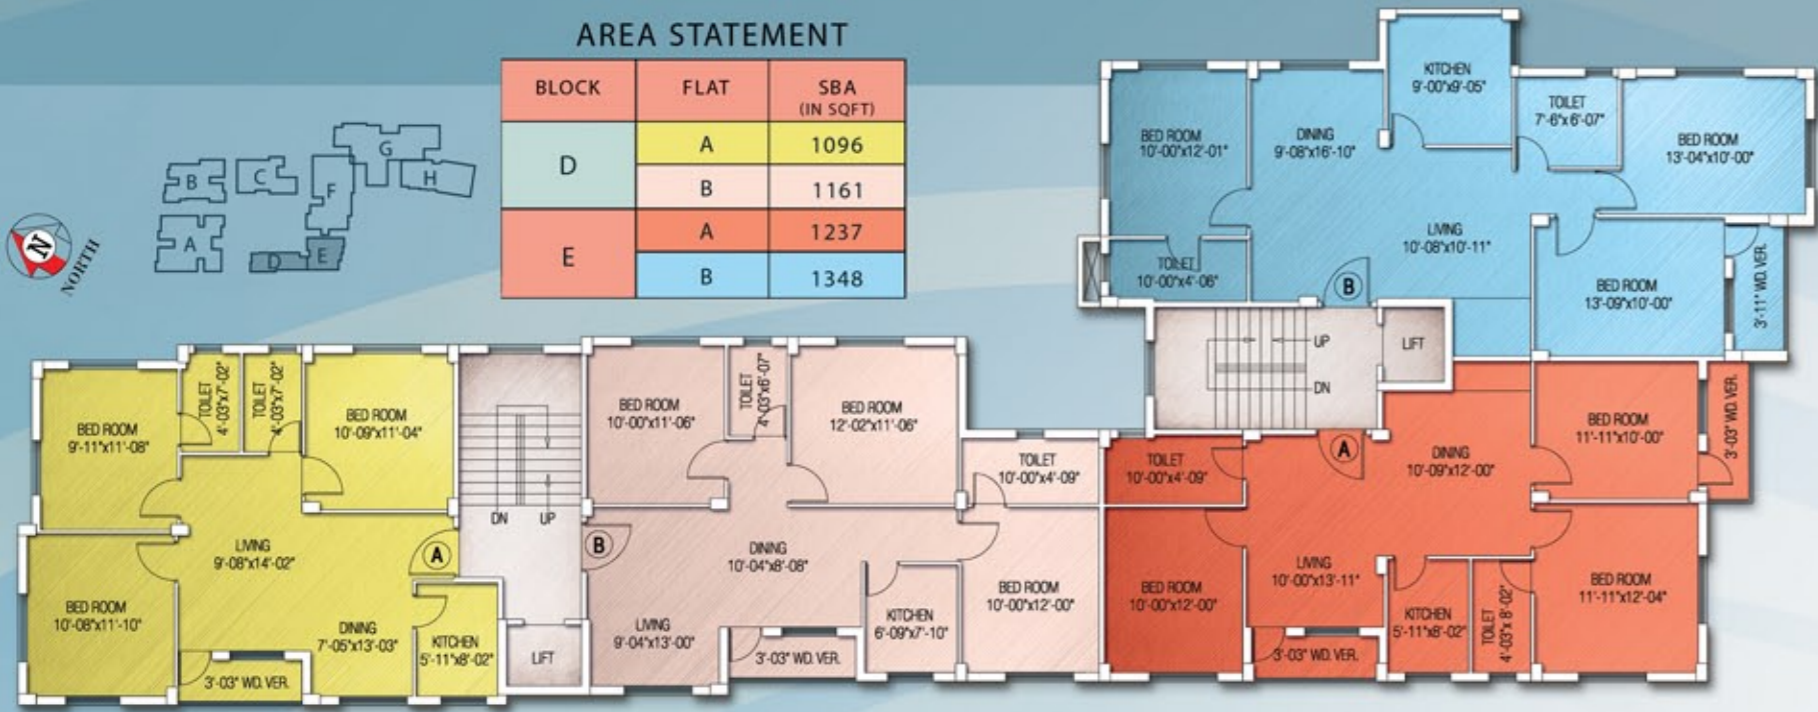 AREA STATEMENT
BLOCK FLAT SBA
(IN SQFT)
D A 1096
B 1161
E A 1237
B 1348
B C F G H
A D E
N
NORTH
BED ROOM
9'-11"x11'-08"
TOILET
4'-03"x7'-02"
TOILET
4'-03"x7'-02"
BED ROOM
10'-09"x11'-04"
LIVING
9'-08"x14'-02"
A
BED ROOM
10'-08"x11'-10"
DINING
7'-05"x13'-03"
KITCHEN
5'-11"x8'-02"
3'-03" WD. VER.
DN UP
LIFT
BED ROOM
10'-00"x11'-06"
TOILET
4'-03"x6'-07"
BED ROOM
12'-02"x11'-06"
TOILET
10'-00"x4'-09"
B
DINING
10'-04"x8'-08"
LIVING
9'-04"x13'-00"
3'-03" WD. VER.
KITCHEN
6'-09"x7'-10"
BED ROOM
10'-00"x12'-00"
KITCHEN
9'-00"x9'-05"
BED ROOM
10'-00"x12'-01"
DINING
9'-08"x16'-10"
TOILET
7'-6"x6'-07"
BED ROOM
13'-04"x10'-00"
LIVING
10'-08"x10'-11"
TOILET
10'-00"x4'-06"
B
BED ROOM
13'-09"x10'-00"
3'-11" WD. VER.
UP
DN
LIFT
TOILET
10'-00"x4'-09"
A
DINING
10'-09"x12'-00"
BED ROOM
11'-11"x10'-00"
3'-03" WD. VER.
BED ROOM
10'-00"x12'-00"
LIVING
10'-00"x13'-11"
3'-03" WD. VER.
KITCHEN
5'-11"x8'-02"
TOILET
4'-03"x8'-02"
BED ROOM
11'-11"x12'-04"